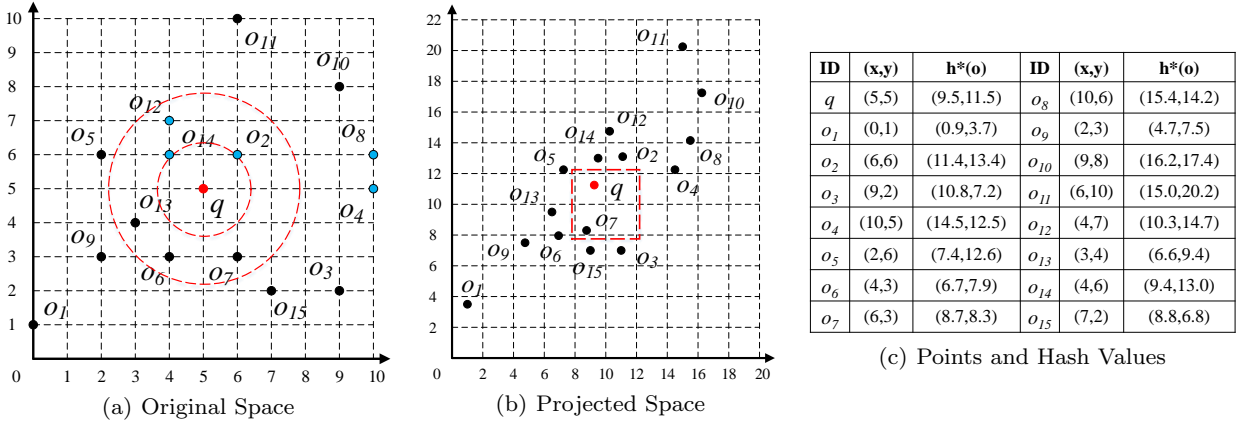 10
9
8
7
6
5
4
3
2
1
0 1 2 3 4 5 6 7 8 9 10
o11
o10
o12
o5 o14 o2 o8
q o4
o13
o9
o6 o7 o3
o15
o1
(a) Original Space
22
20
18
16
14
12
10
8
6
4
2
0 2 4 6 8 10 12 14 16 18 20
o11
o10
o12
o14
o5 o2 o8
q o4
o13
o7
o9 o6
o15 o3
o1
(b) Projected Space
ID (x,y) h*(o) ID (x,y) h*(o)
q (5,5) (9.5,11.5) o8 (10,6) (15.4,14.2)
o1 (0,1) (0.9,3.7) o9 (2,3) (4.7,7.5)
o2 (6,6) (11.4,13.4) o10 (9,8) (16.2,17.4)
o3 (9,2) (10.8,7.2) o11 (6,10) (15.0,20.2)
o4 (10,5) (14.5,12.5) o12 (4,7) (10.3,14.7)
o5 (2,6) (7.4,12.6) o13 (3,4) (6.6,9.4)
o6 (4,3) (6.7,7.9) o14 (4,6) (9.4,13.0)
o7 (6,3) (8.7,8.3) o15 (7,2) (8.8,6.8)
(c) Points and Hash Values